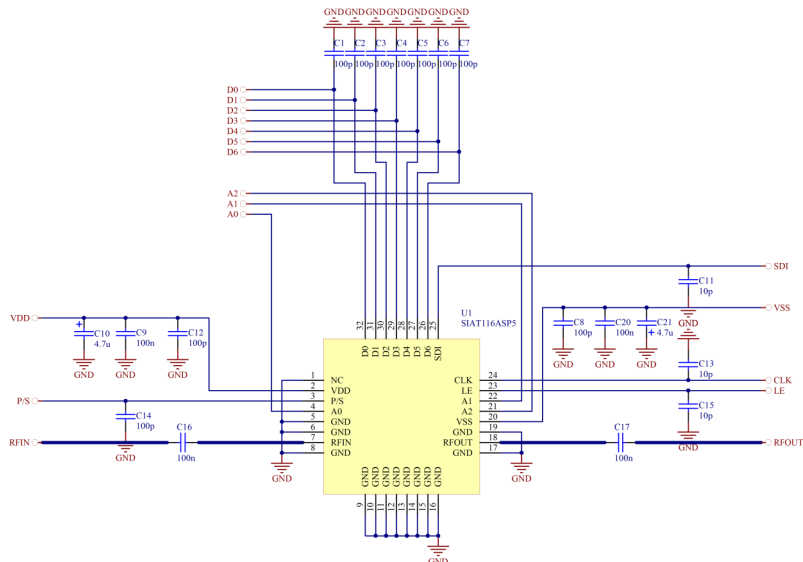 GND GND GND GND GND GND GND
C1 C2 C3 C4 C5 C6 C7
100p 100p 100p 100p 100p 100p 100p
D0
D1
D2
D3
D4
D5
D6
A2
A1
A0
SDI
C11
10p
GND
VSS
VDD
C10
4.7u
C9
100n
C12
100p
GND GND GND
C8
100p
C20
100n
C21
4.7u
GND GND GND
U1
SIAT116ASP5
32 31 30 29 28 27 26 25
D0 D1 D2 D3 D4 D5 D6 SDI
1 NC
2 VDD
3 P/S
4 A0
5 GND
6 GND
7 RFIN
8 GND
CLK 24
LE 23
A1 22
A2 21
VSS 20
GND 19
RFOUT 18
GND 17
C13
10p
CLK
LE
C15
10p
GND
P/S
C14
100p
GND
RFIN
C16
100n
GND
C17
100n
RFOUT
GND
GND GND GND GND GND GND GND GND
9 10 11 12 13 14 15 16
GND